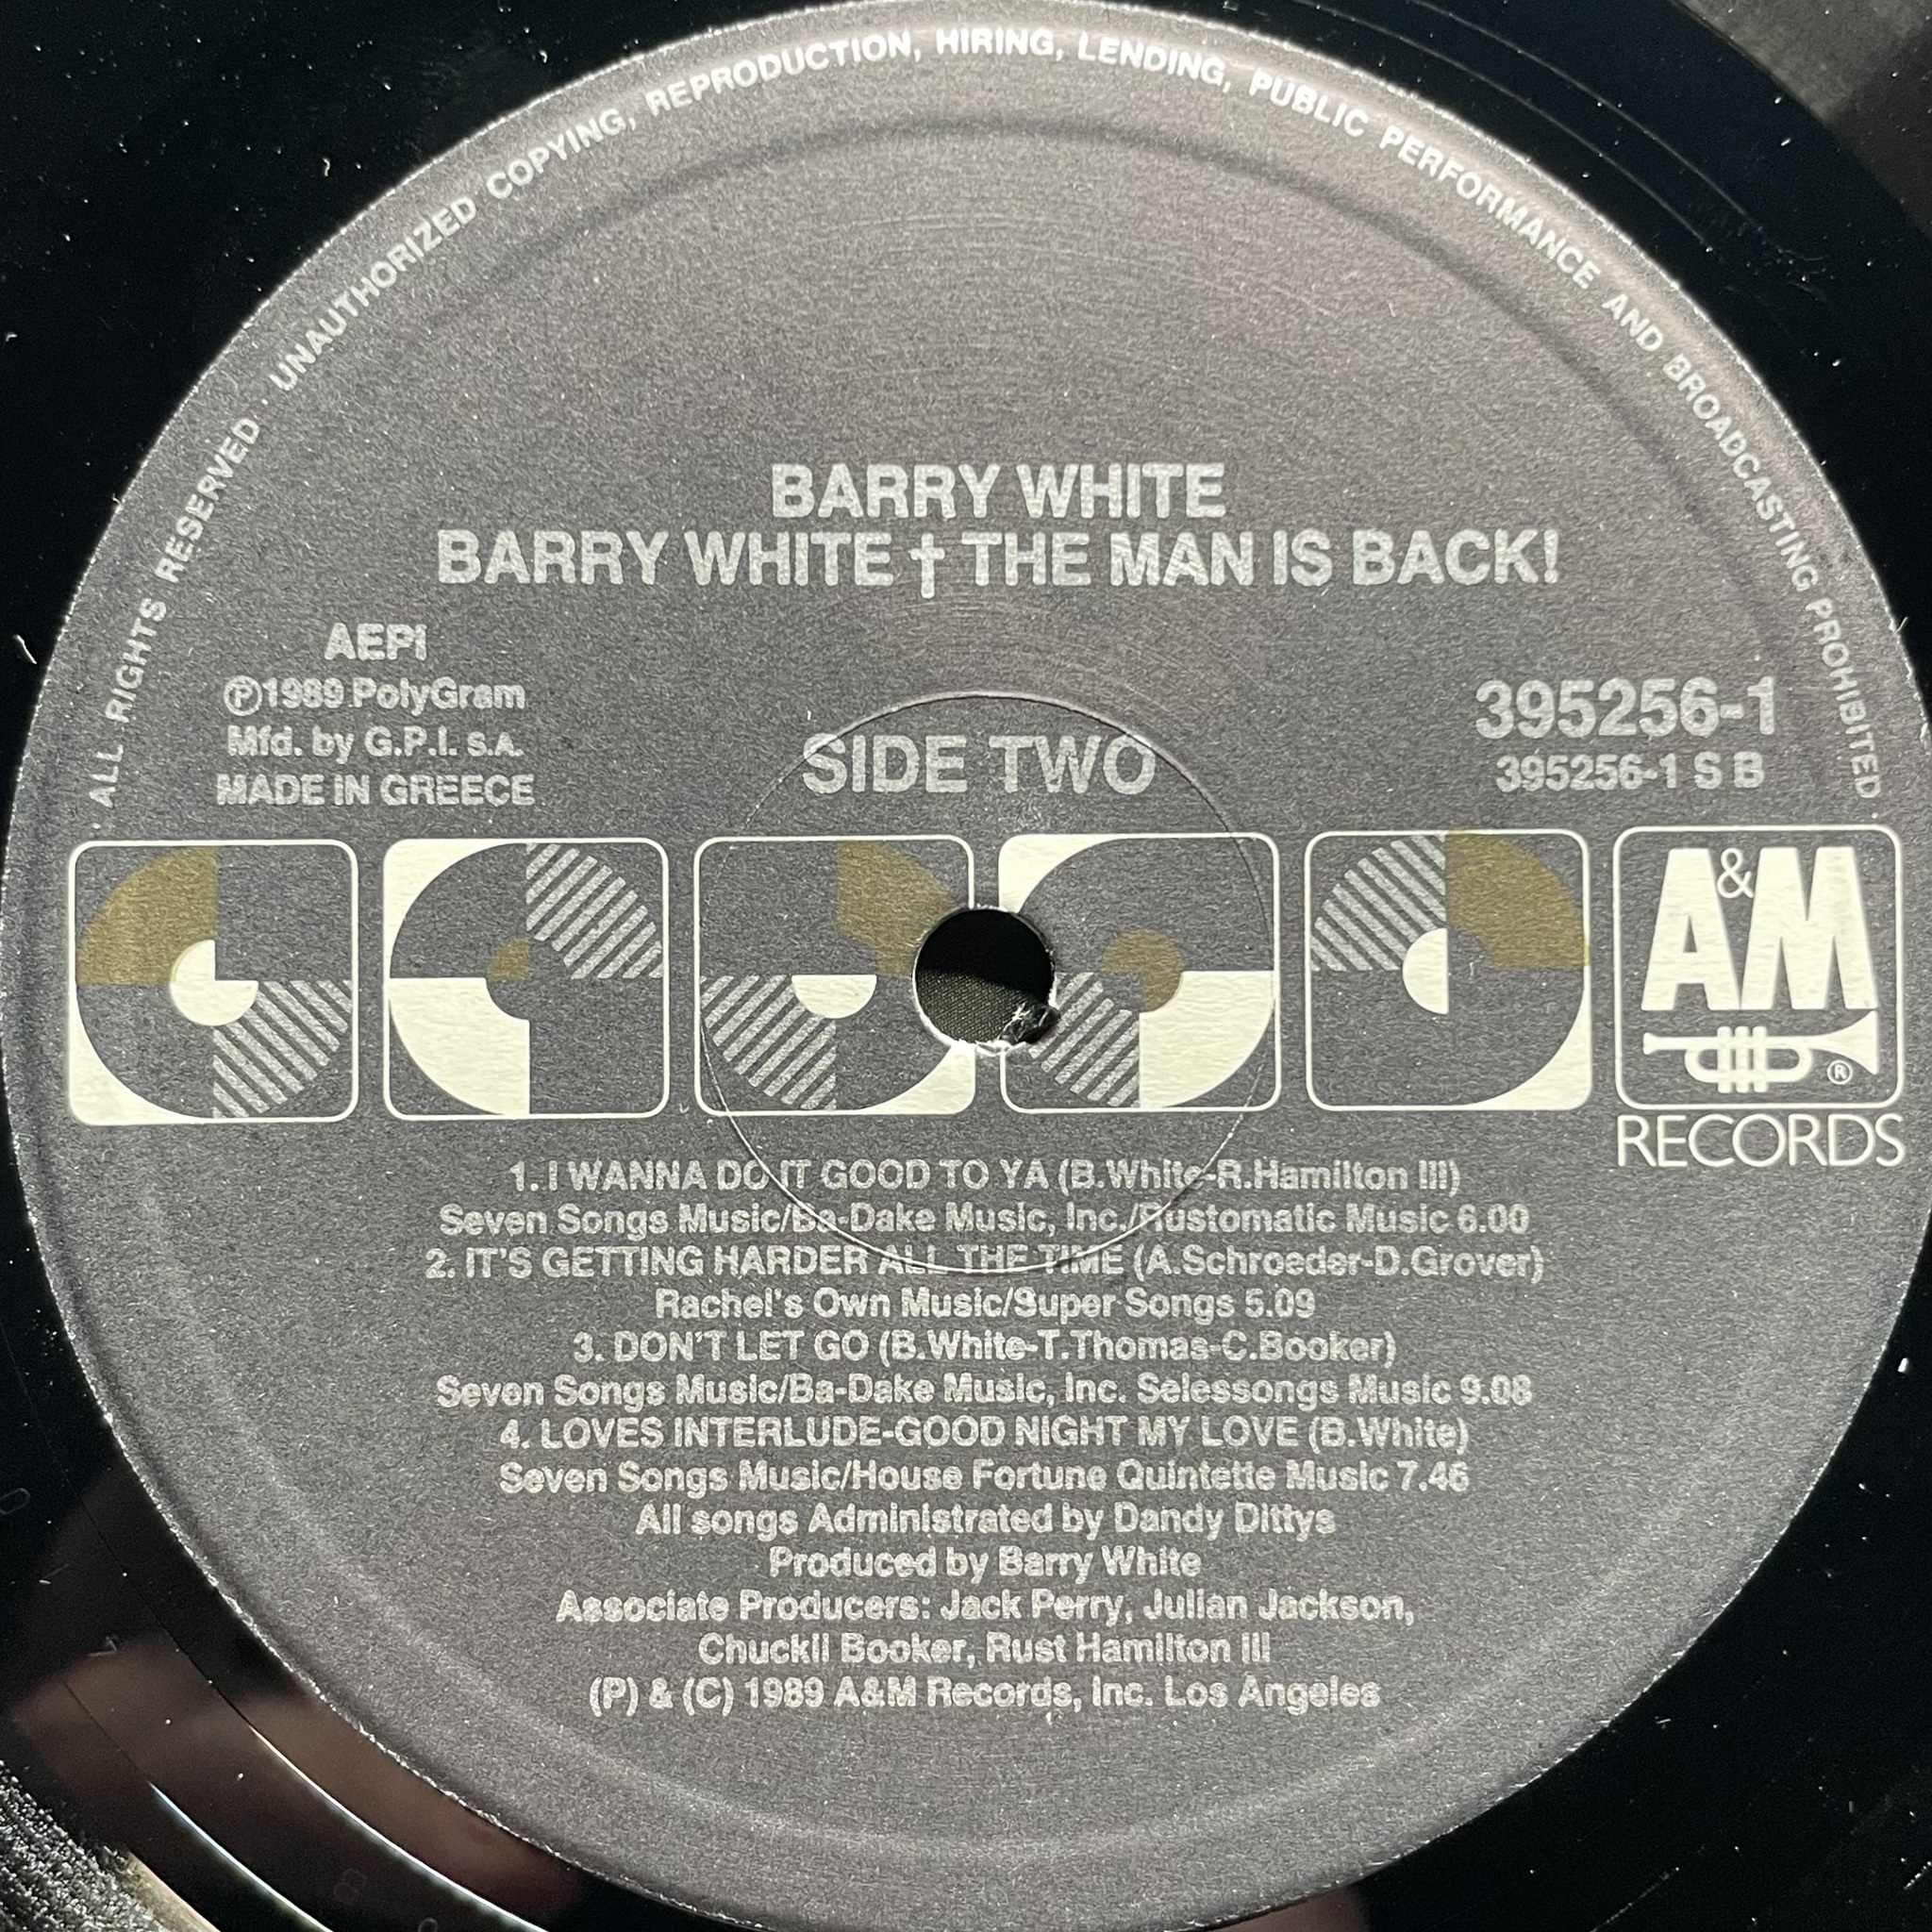 ALL RIGHTS RESERVED · UNAUTHORIZED COPYING, REPRODUCTION, HIRING, LENDING, PUBLIC PERFORMANCE AND BROADCASTING PROHIBITED
BARRY WHITE
BARRY WHITE † THE MAN IS BACK!
AEPI
℗1989 PolyGram
Mfd. by G.P.I. S.A.
MADE IN GREECE
SIDE TWO
395256-1
395256-1 S B
A&M
®
RECORDS
1. I WANNA DO IT GOOD TO YA (B.White-R.Hamilton III)
Seven Songs Music/Ba-Dake Music, Inc./Rustomatic Music 6.00
2. IT'S GETTING HARDER ALL THE TIME (A.Schroeder-D.Grover)
Rachel's Own Music/Super Songs 5.09
3. DON'T LET GO (B.White-T.Thomas-C.Booker)
Seven Songs Music/Ba-Dake Music, Inc. Selessongs Music 9.08
4. LOVES INTERLUDE-GOOD NIGHT MY LOVE (B.White)
Seven Songs Music/House Fortune Quintette Music 7.46
All songs Administrated by Dandy Dittys
Produced by Barry White
Associate Producers: Jack Perry, Julian Jackson,
Chuckii Booker, Rust Hamilton III
(P) & (C) 1989 A&M Records, Inc. Los Angeles